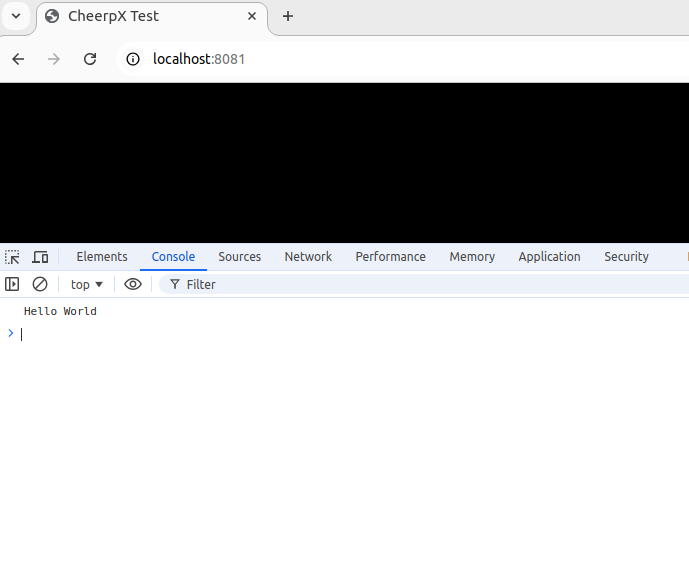 CheerpX Test
localhost:8081
Elements Console Sources Network Performance Memory Application Security
top Filter
Hello World